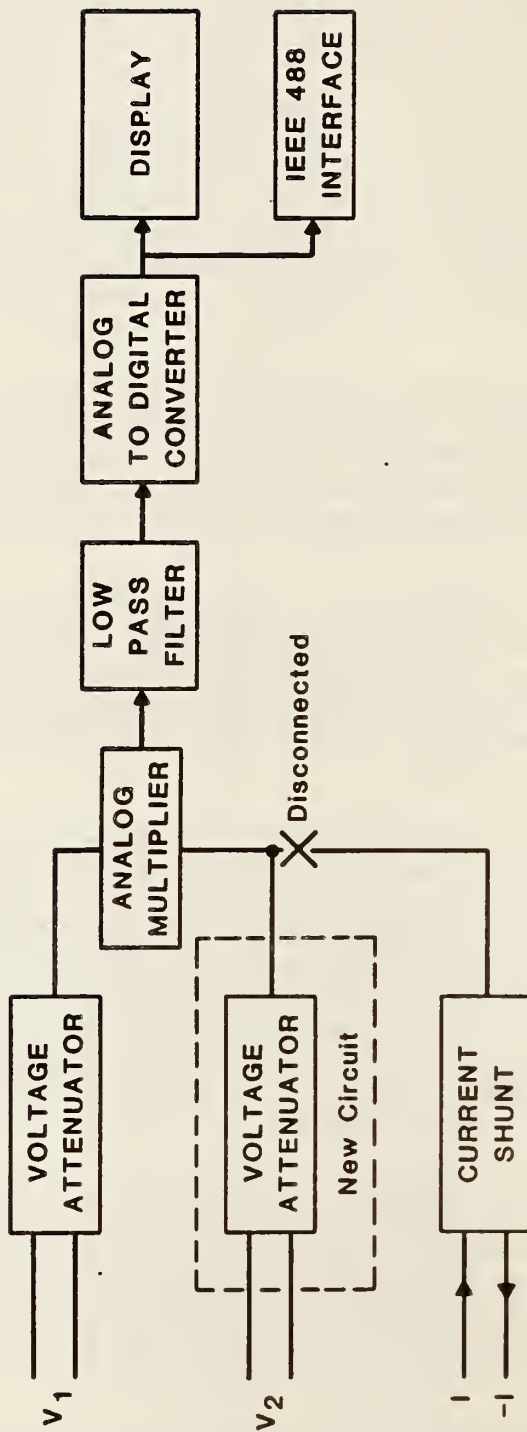 V1
VOLTAGE
ATTENUATOR
ANALOG
MULTIPLIER
LOW
PASS
FILTER
ANALOG
TO DIGITAL
CONVERTER
DISPLAY
IEEE 488
INTERFACE
V2
VOLTAGE
ATTENUATOR
New Circuit
Disconnected
I
-I
CURRENT
SHUNT